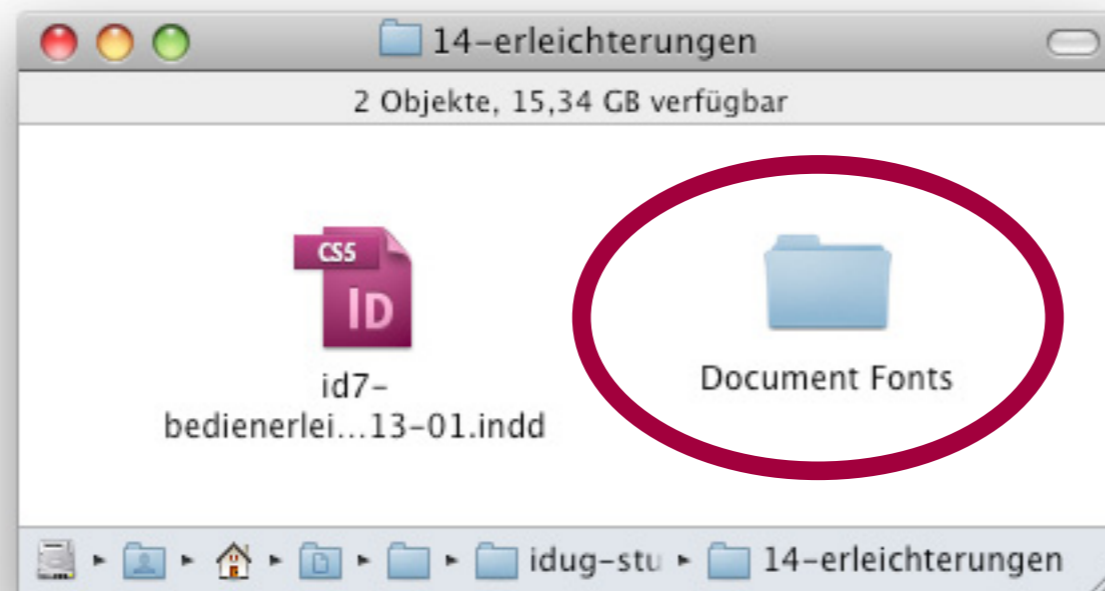 14-erleichterungen
2 Objekte, 15,34 GB verfügbar
CS5
ID
id7-
bedienerlei...13-01.indd
Document Fonts
idug-stu
14-erleichterungen